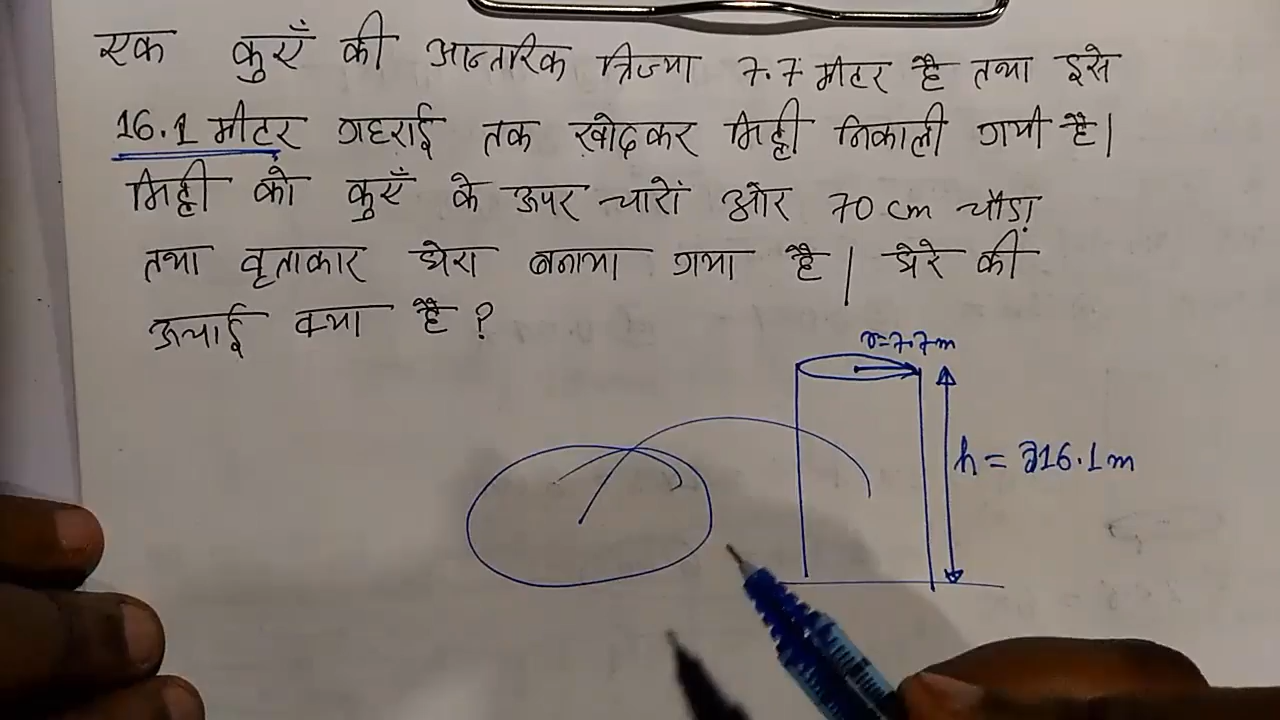 एक कुएँ की आन्तरिक त्रिज्या 7.7 मीटर है तथा इसे
16.1 मीटर गहराई तक खोदकर मिट्टी निकाली गयी है|
मिट्टी को कुएँ के ऊपर चारों ओर 70 cm चौड़ा
तथा वृताकार घेरा बनाया गया है| घेरे की
ऊचाई क्या है ?
r=7.7m
h = 16.1m